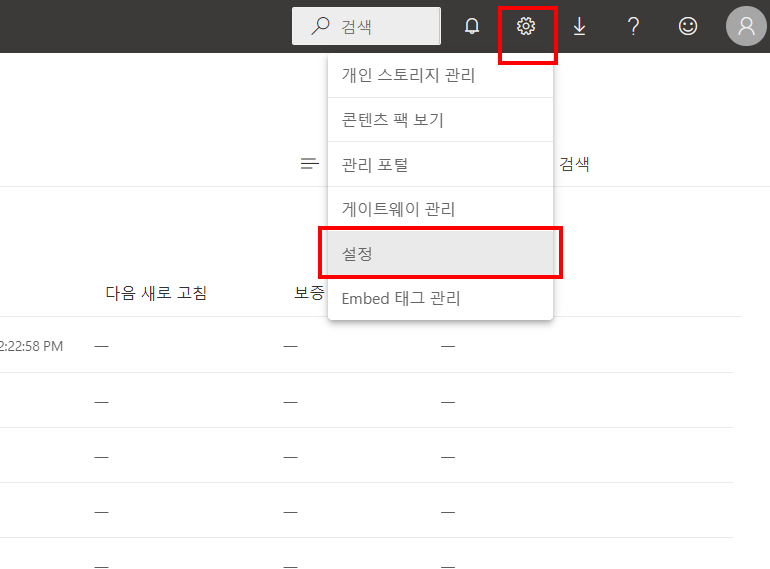 검색
개인 스토리지 관리
콘텐츠 팩 보기
관리 포털
검색
게이트웨이 관리
설정
다음 새로 고침
보증
Embed 태그 관리
2:22:58 PM — — —
— — —
— — —
— — —
— — —